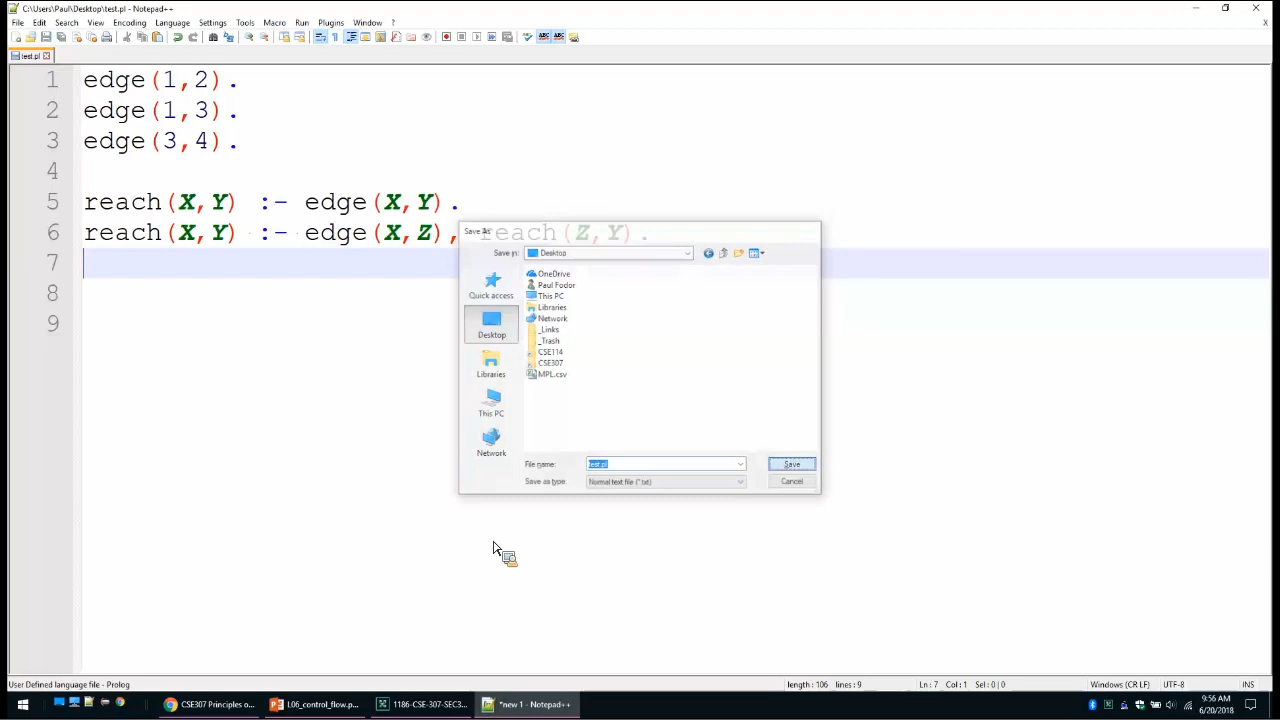 C:\Users\Paul\Desktop\test.pl - Notepad++
File Edit Search View Encoding Language Settings Tools Macro Run Plugins Window ?
X
test.pl
1 edge(1,2).
2 edge(1,3).
3 edge(3,4).
4
5 reach(X,Y) :- edge(X,Y).
6 reach(X,Y) :- edge(X,Z), reach(Z,Y).
7
8
9
Save As
Save in: Desktop
Quick access
Desktop
Libraries
This PC
Network
OneDrive
Paul Fodor
This PC
Libraries
Network
_Links
_Trash
CSE114
CSE307
MPL.csv
File name: test.pl Save
Save as type: Normal text file (*.txt) Cancel
User Defined language file - Prolog length : 106 lines : 9 Ln : 7 Col : 1 Sel : 0 | 0 Windows (CR LF) UTF-8 INS
CSE307 Principles o... L06_control_flow.p... 1186-CSE-307-SEC3... *new 1 - Notepad++
9:56 AM
6/20/2018